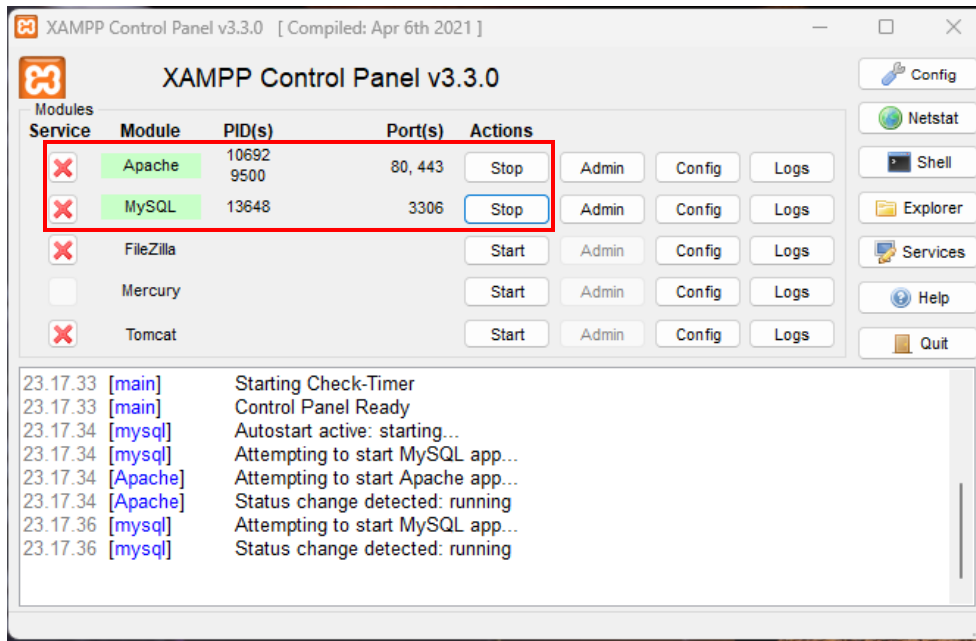 XAMPP Control Panel v3.3.0 [ Compiled: Apr 6th 2021 ]
XAMPP Control Panel v3.3.0
Config
Modules
Service Module PID(s) Port(s) Actions
Netstat
Apache 10692 9500 80, 443 Stop Admin Config Logs
Shell
MySQL 13648 3306 Stop Admin Config Logs
Explorer
FileZilla Start Admin Config Logs
Services
Mercury Start Admin Config Logs
Help
Tomcat Start Admin Config Logs
Quit
23.17.33 [main] Starting Check-Timer
23.17.33 [main] Control Panel Ready
23.17.34 [mysql] Autostart active: starting...
23.17.34 [mysql] Attempting to start MySQL app...
23.17.34 [Apache] Attempting to start Apache app...
23.17.34 [Apache] Status change detected: running
23.17.36 [mysql] Attempting to start MySQL app...
23.17.36 [mysql] Status change detected: running